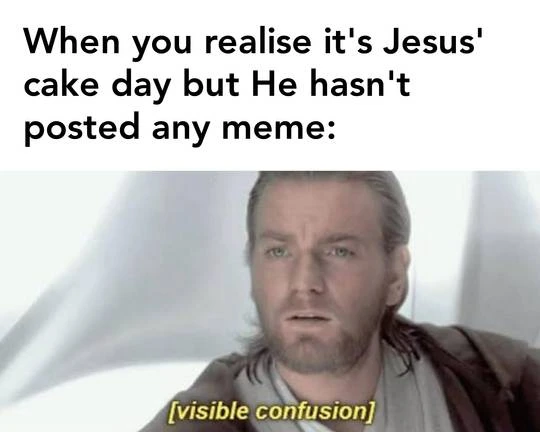 When you realise it's Jesus'
cake day but He hasn't
posted any meme:
[visible confusion]